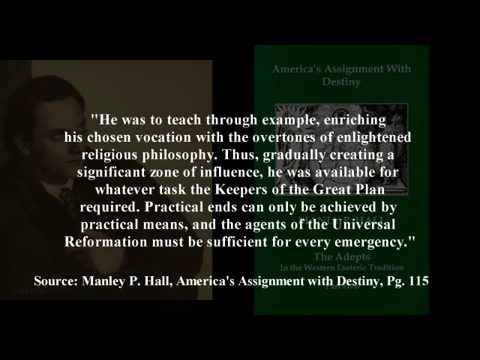 America's Assignment With
Destiny
"He was to teach through example, enriching
his chosen vocation with the overtones of enlightened
religious philosophy. Thus, gradually creating a
significant zone of influence, he was available for
whatever task the Keepers of the Great Plan
required. Practical ends can only be achieved by
practical means, and the agents of the Universal
Reformation must be sufficient for every emergency."
The Adepts
In the Western Esoteric Tradition
Source: Manley P. Hall, America's Assignment with Destiny, Pg. 115